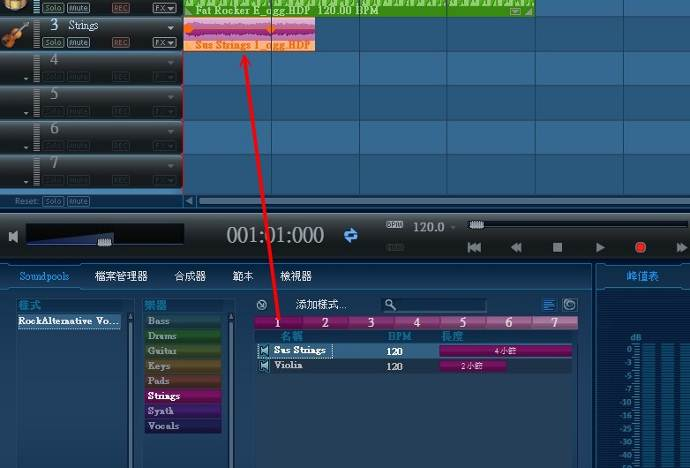 Solo Mute REC FX
Fat Rocker E_ogg.HDP 120.00 BPM
3 Strings
Solo Mute REC FX
Sus Strings 1_ogg.HDP
4
Solo Mute REC FX
5
Solo Mute REC FX
6
Solo Mute REC FX
7
Solo Mute REC FX
Reset: Solo Mute
001:01:000
BPM 120.0
Soundpools 檔案管理器 合成器 範本 檢視器 峰值表
樣式 樂器 添加樣式...
RockAlternative Vo...
Bass
Drums
Guitar
Keys
Pads
Strings
Synth
Vocals
1 2 3 4 5 6 7
名稱 BPM 長度
Sus Strings 120 4 小節
Violin 120 2 小節
dB
0
-3
-5
-10
-15
-20
-25
-30
-40
-50